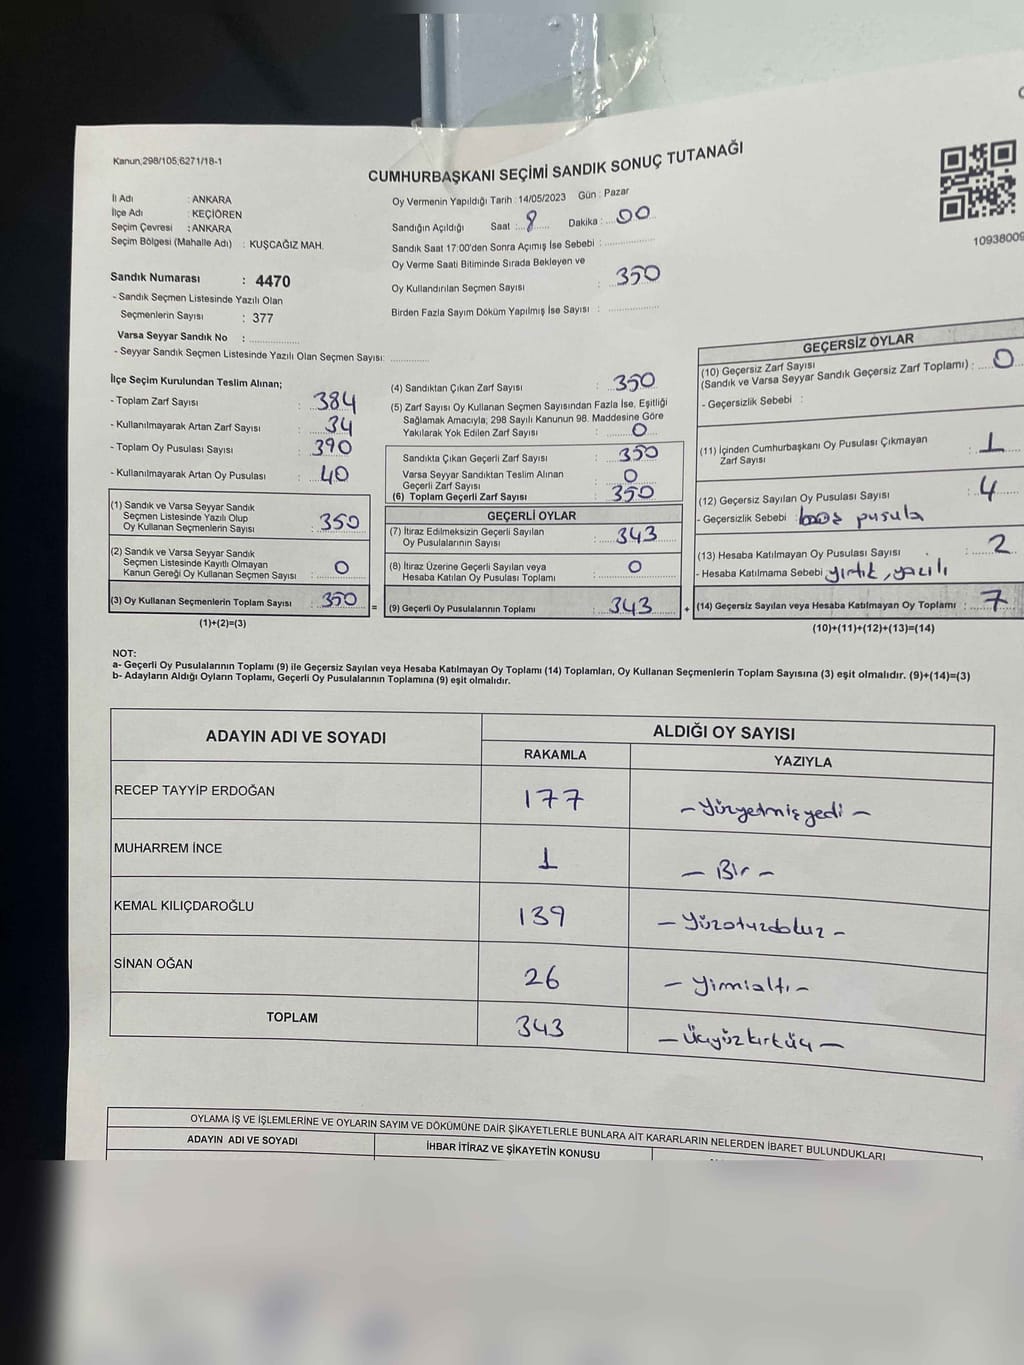 Kanun;298/105;6271/18-1
CUMHURBAŞKANI SEÇİMİ SANDIK SONUÇ TUTANAĞI
10938009
İl Adı : ANKARA
İlçe Adı : KEÇİÖREN
Seçim Çevresi : ANKARA
Seçim Bölgesi (Mahalle Adı) : KUŞCAĞIZ MAH.
Oy Vermenin Yapıldığı Tarih : 14/05/2023 Gün : Pazar
Sandığın Açıldığı Saat : 8 Dakika : 00
Sandık Saat 17:00'den Sonra Açımış İse Sebebi :
Oy Verme Saati Bitiminde Sırada Bekleyen ve
Oy Kullandırılan Seçmen Sayısı : 350
Birden Fazla Sayım Döküm Yapılmış İse Sayısı :
Sandık Numarası : 4470
- Sandık Seçmen Listesinde Yazılı Olan
Seçmenlerin Sayısı : 377
Varsa Seyyar Sandık No :
- Seyyar Sandık Seçmen Listesinde Yazılı Olan Seçmen Sayısı:
İlçe Seçim Kurulundan Teslim Alınan;
- Toplam Zarf Sayısı : 384
- Kullanılmayarak Artan Zarf Sayısı : 34
- Toplam Oy Pusulası Sayısı : 390
- Kullanılmayarak Artan Oy Pusulası : 40
(1) Sandık ve Varsa Seyyar Sandık
Seçmen Listesinde Yazılı Olup
Oy Kullanan Seçmenlerin Sayısı : 350
(2) Sandık ve Varsa Seyyar Sandık
Seçmen Listesinde Kayıtlı Olmayan
Kanun Gereği Oy Kullanan Seçmen Sayısı : 0
(3) Oy Kullanan Seçmenlerin Toplam Sayısı : 350 =
(1)+(2)=(3)
(4) Sandıktan Çıkan Zarf Sayısı : 350
(5) Zarf Sayısı Oy Kullanan Seçmen Sayısından Fazla İse, Eşitliği
Sağlamak Amacıyla; 298 Sayılı Kanunun 98. Maddesine Göre
Yakılarak Yok Edilen Zarf Sayısı : 0
Sandıkta Çıkan Geçerli Zarf Sayısı : 350
Varsa Seyyar Sandıktan Teslim Alınan
Geçerli Zarf Sayısı : 0
(6) Toplam Geçerli Zarf Sayısı : 350
GEÇERLİ OYLAR
(7) İtiraz Edilmeksizin Geçerli Sayılan
Oy Pusulalarının Sayısı : 343
(8) İtiraz Üzerine Geçerli Sayılan veya
Hesaba Katılan Oy Pusulası Toplamı : 0
(9) Geçerli Oy Pusulalarının Toplamı : 343 +
GEÇERSİZ OYLAR
(10) Geçersiz Zarf Sayısı
(Sandık ve Varsa Seyyar Sandık Geçersiz Zarf Toplamı) : 0
- Geçersizlik Sebebi :
(11) İçinden Cumhurbaşkanı Oy Pusulası Çıkmayan
Zarf Sayısı : 1
(12) Geçersiz Sayılan Oy Pusulası Sayısı : 4
- Geçersizlik Sebebi : boş pusula
(13) Hesaba Katılmayan Oy Pusulası Sayısı : 2
- Hesaba Katılmama Sebebi yırtık, yazılı
(14) Geçersiz Sayılan veya Hesaba Katılmayan Oy Toplamı : 7
(10)+(11)+(12)+(13)=(14)
NOT:
a- Geçerli Oy Pusulalarının Toplamı (9) ile Geçersiz Sayılan veya Hesaba Katılmayan Oy Toplamı (14) Toplamları, Oy Kullanan Seçmenlerin Toplam Sayısına (3) eşit olmalıdır. (9)+(14)=(3)
b- Adayların Aldığı Oyların Toplamı, Geçerli Oy Pusulalarının Toplamına (9) eşit olmalıdır.
ADAYIN ADI VE SOYADI
ALDIĞI OY SAYISI
RAKAMLA YAZIYLA
RECEP TAYYİP ERDOĞAN 177 - Yüzyetmişyedi -
MUHARREM İNCE 1 - Bir -
KEMAL KILIÇDAROĞLU 139 - Yüzotuzdokuz -
SİNAN OĞAN 26 - Yirmialtı -
TOPLAM 343 - Üçyüzkırküç -
OYLAMA İŞ VE İŞLEMLERİNE VE OYLARIN SAYIM VE DÖKÜMÜNE DAİR ŞİKAYETLERLE BUNLARA AİT KARARLARIN NELERDEN İBARET BULUNDUKLARI
ADAYIN ADI VE SOYADI İHBAR İTİRAZ VE ŞİKAYETİN KONUSU